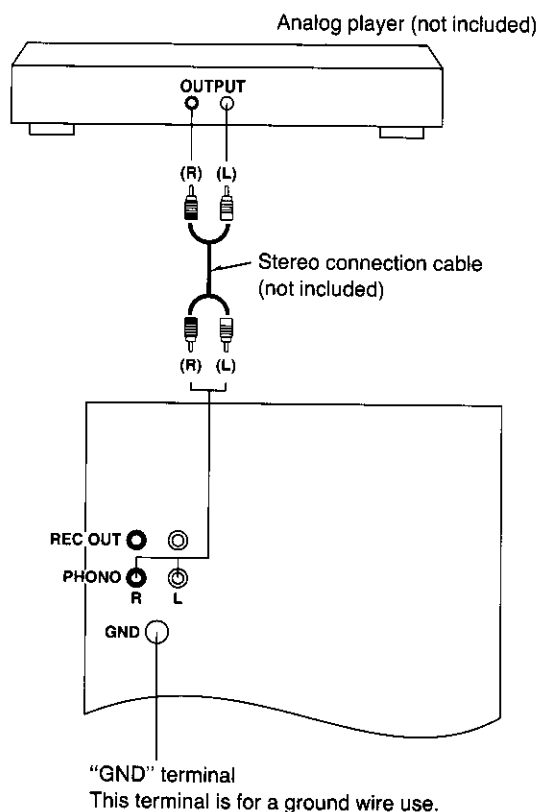 Analog player (not included)
OUTPUT
(R) (L)
Stereo connection cable
(not included)
(R) (L)
REC OUT
PHONO
R L
GND
"GND" terminal
This terminal is for a ground wire use.